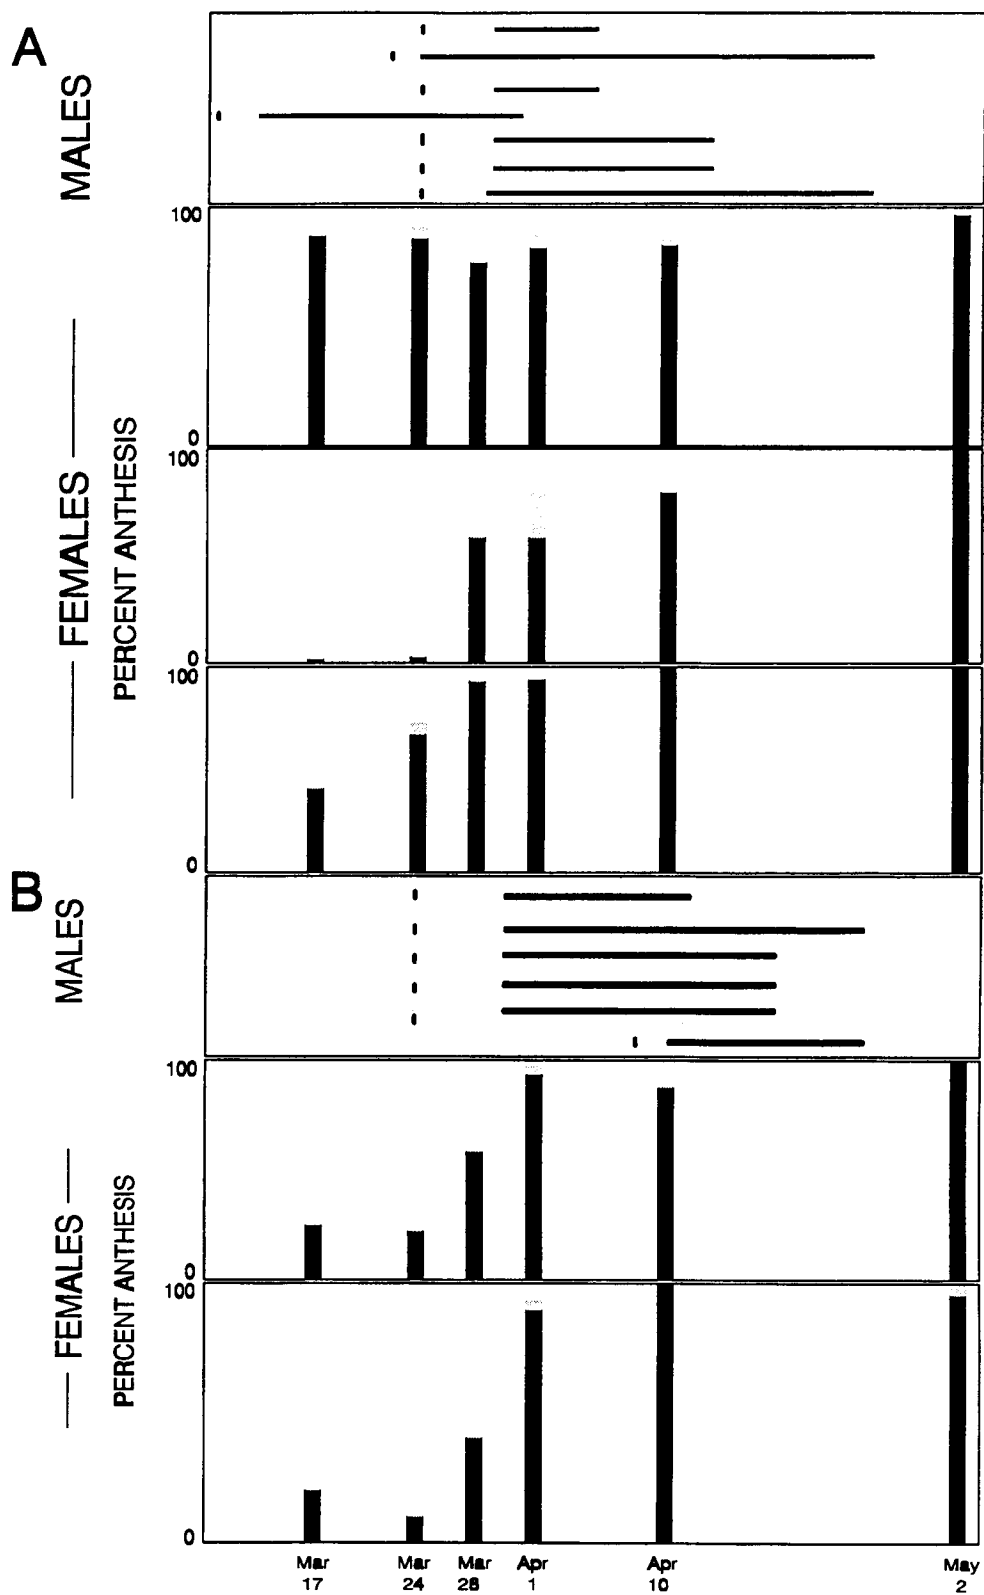 A
MALES
100
0
100
0
100
0
FEMALES
PERCENT ANTHESIS
B
MALES
100
0
100
0
FEMALES
PERCENT ANTHESIS
Mar 17
Mar 24
Mar 28
Apr 1
Apr 10
May 2